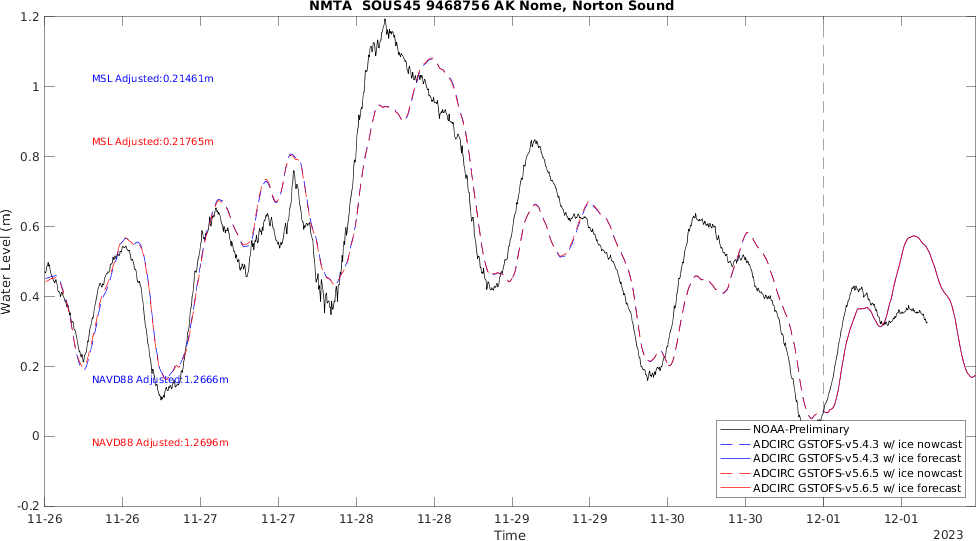 NMTA SOUS45 9468756 AK Nome, Norton Sound
1.2
1
0.8
0.6
0.4
0.2
0
-0.2
Water Level (m)
MSL Adjusted:0.21461m
MSL Adjusted:0.21765m
NAVD88 Adjusted:1.2666m
NAVD88 Adjusted:1.2696m
NOAA-Preliminary
ADCIRC GSTOFS-v5.4.3 w/ ice nowcast
ADCIRC GSTOFS-v5.4.3 w/ ice forecast
ADCIRC GSTOFS-v5.6.5 w/ ice nowcast
ADCIRC GSTOFS-v5.6.5 w/ ice forecast
11-26 11-26 11-27 11-27 11-28 11-28 11-29 11-29 11-30 11-30 12-01 12-01
Time
2023